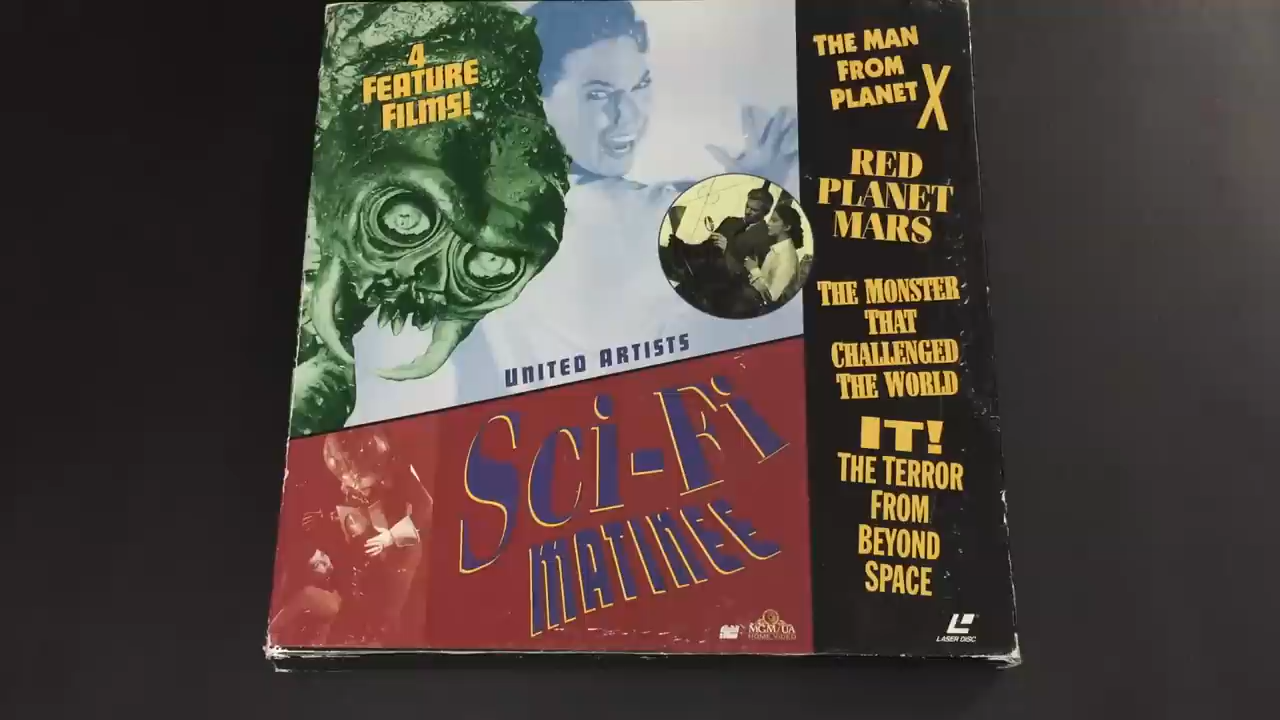 4
FEATURE
FILMS!
UNITED ARTISTS
Sci-Fi
MATINEE
MGM/UA
HOME VIDEO
THE MAN
FROM
PLANET X
RED
PLANET
MARS
THE MONSTER
THAT
CHALLENGED
THE WORLD
IT!
THE TERROR
FROM
BEYOND
SPACE
LASER DISC